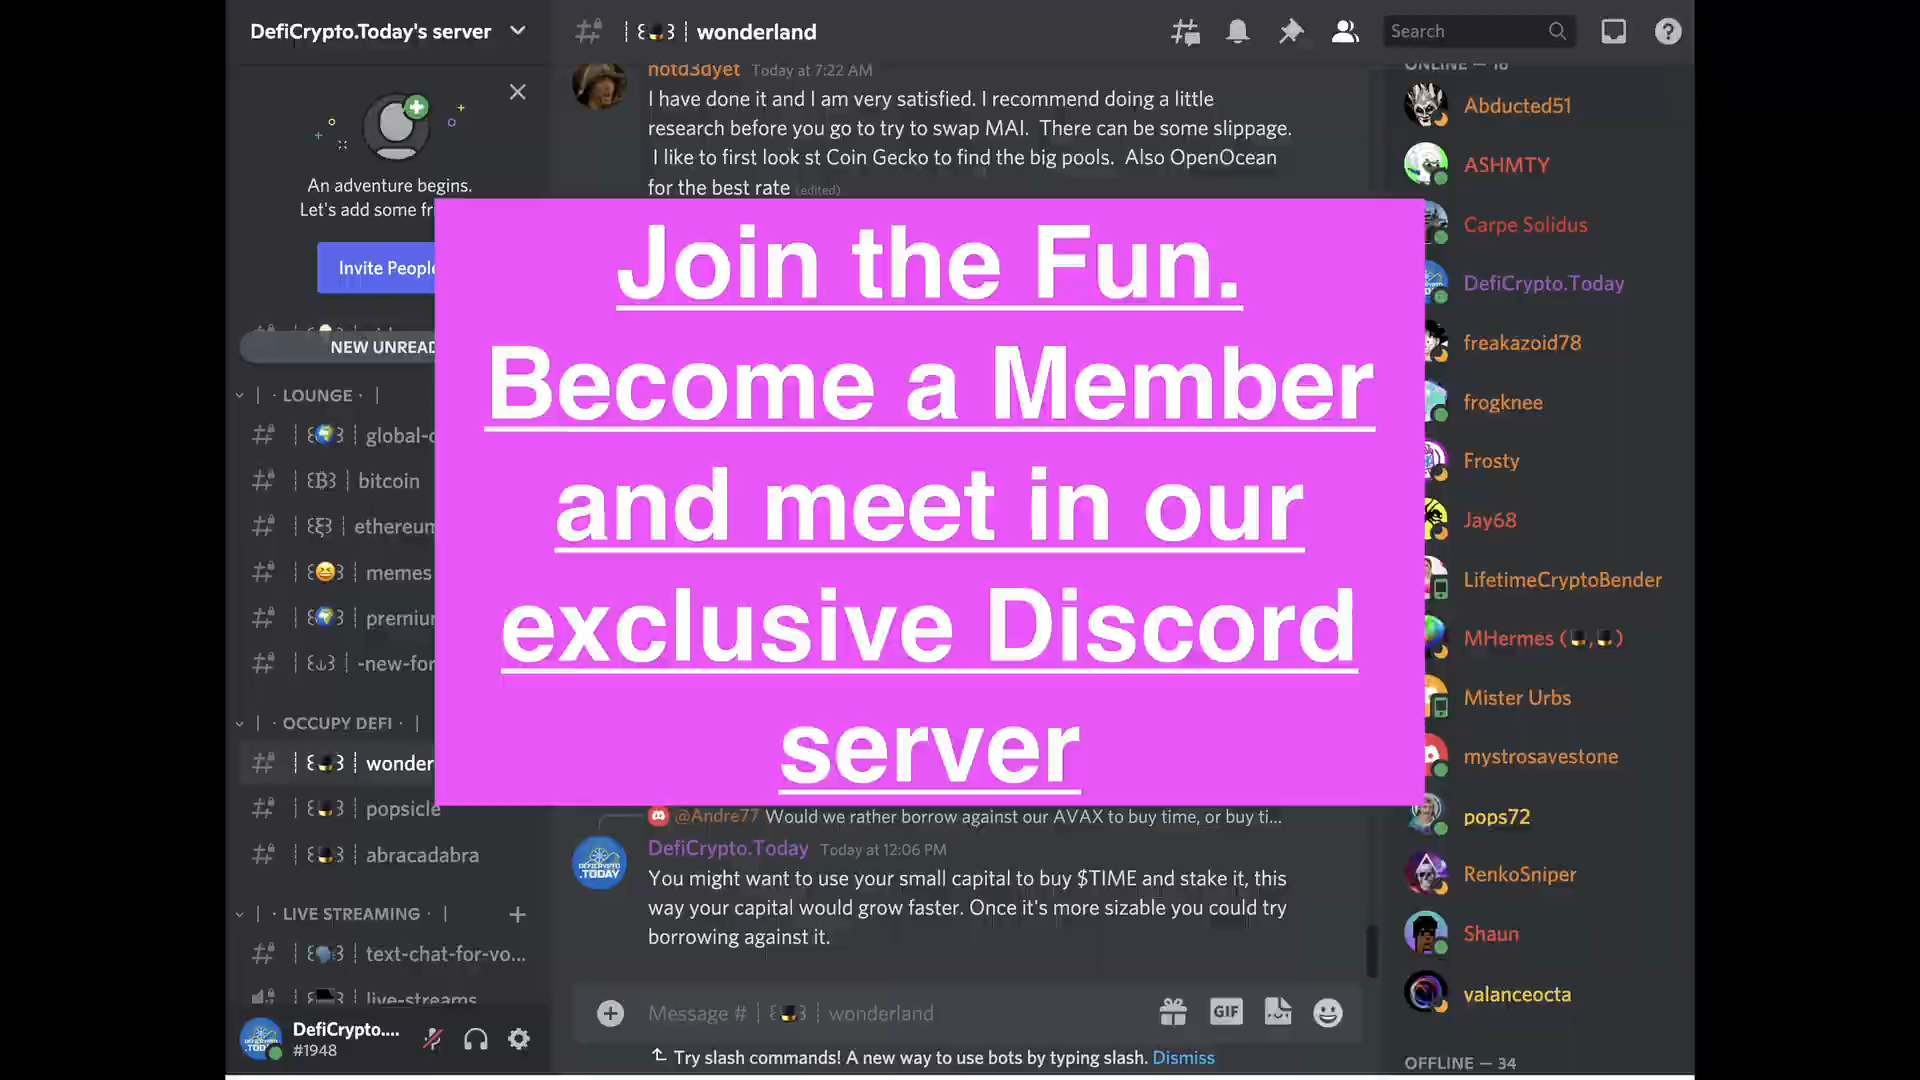 DefiCrypto.Today's server
An adventure begins.
Let's add some fr
Invite People
NEW UNREAD
| · LOUNGE · |
global-c
bitcoin
ethereum
memes
premium
-new-for
| · OCCUPY DEFI · |
wonder
popsicle
abracadabra
| · LIVE STREAMING · |
text-chat-for-vo...
live-streams
DefiCrypto....
#1948
| wonderland
Search
notd3dyet Today at 7:22 AM
I have done it and I am very satisfied. I recommend doing a little
research before you go to try to swap MAI. There can be some slippage.
I like to first look st Coin Gecko to find the big pools. Also OpenOcean
for the best rate (edited)
Join the Fun.
Become a Member
and meet in our
exclusive Discord
server
@Andre77 Would we rather borrow against our AVAX to buy time, or buy ti...
DefiCrypto.Today Today at 12:06 PM
DEFICRYPTO
.TODAY
You might want to use your small capital to buy $TIME and stake it, this
way your capital would grow faster. Once it's more sizable you could try
borrowing against it.
Message # | wonderland
GIF
Try slash commands! A new way to use bots by typing slash. Dismiss
ONLINE — 16
Abducted51
ASHMTY
Carpe Solidus
DefiCrypto.Today
freakazoid78
frogknee
Frosty
Jay68
LifetimeCryptoBender
MHermes (🎩,🎩)
Mister Urbs
mystrosavestone
pops72
RenkoSniper
Shaun
valanceocta
OFFLINE — 34